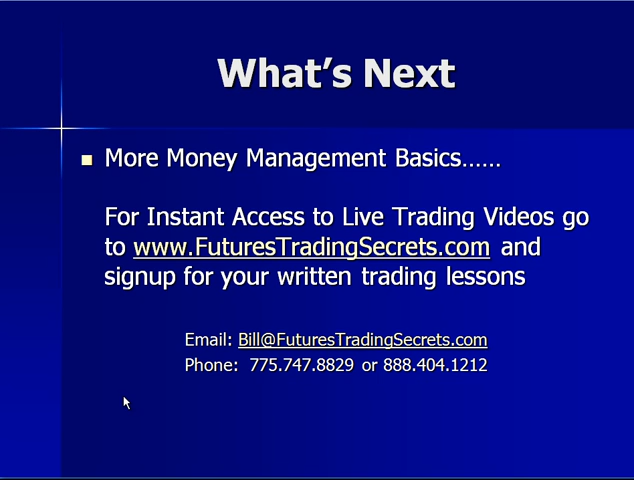 What's Next
More Money Management Basics......
For Instant Access to Live Trading Videos go
to www.FuturesTradingSecrets.com and
signup for your written trading lessons
Email: Bill@FuturesTradingSecrets.com
Phone: 775.747.8829 or 888.404.1212